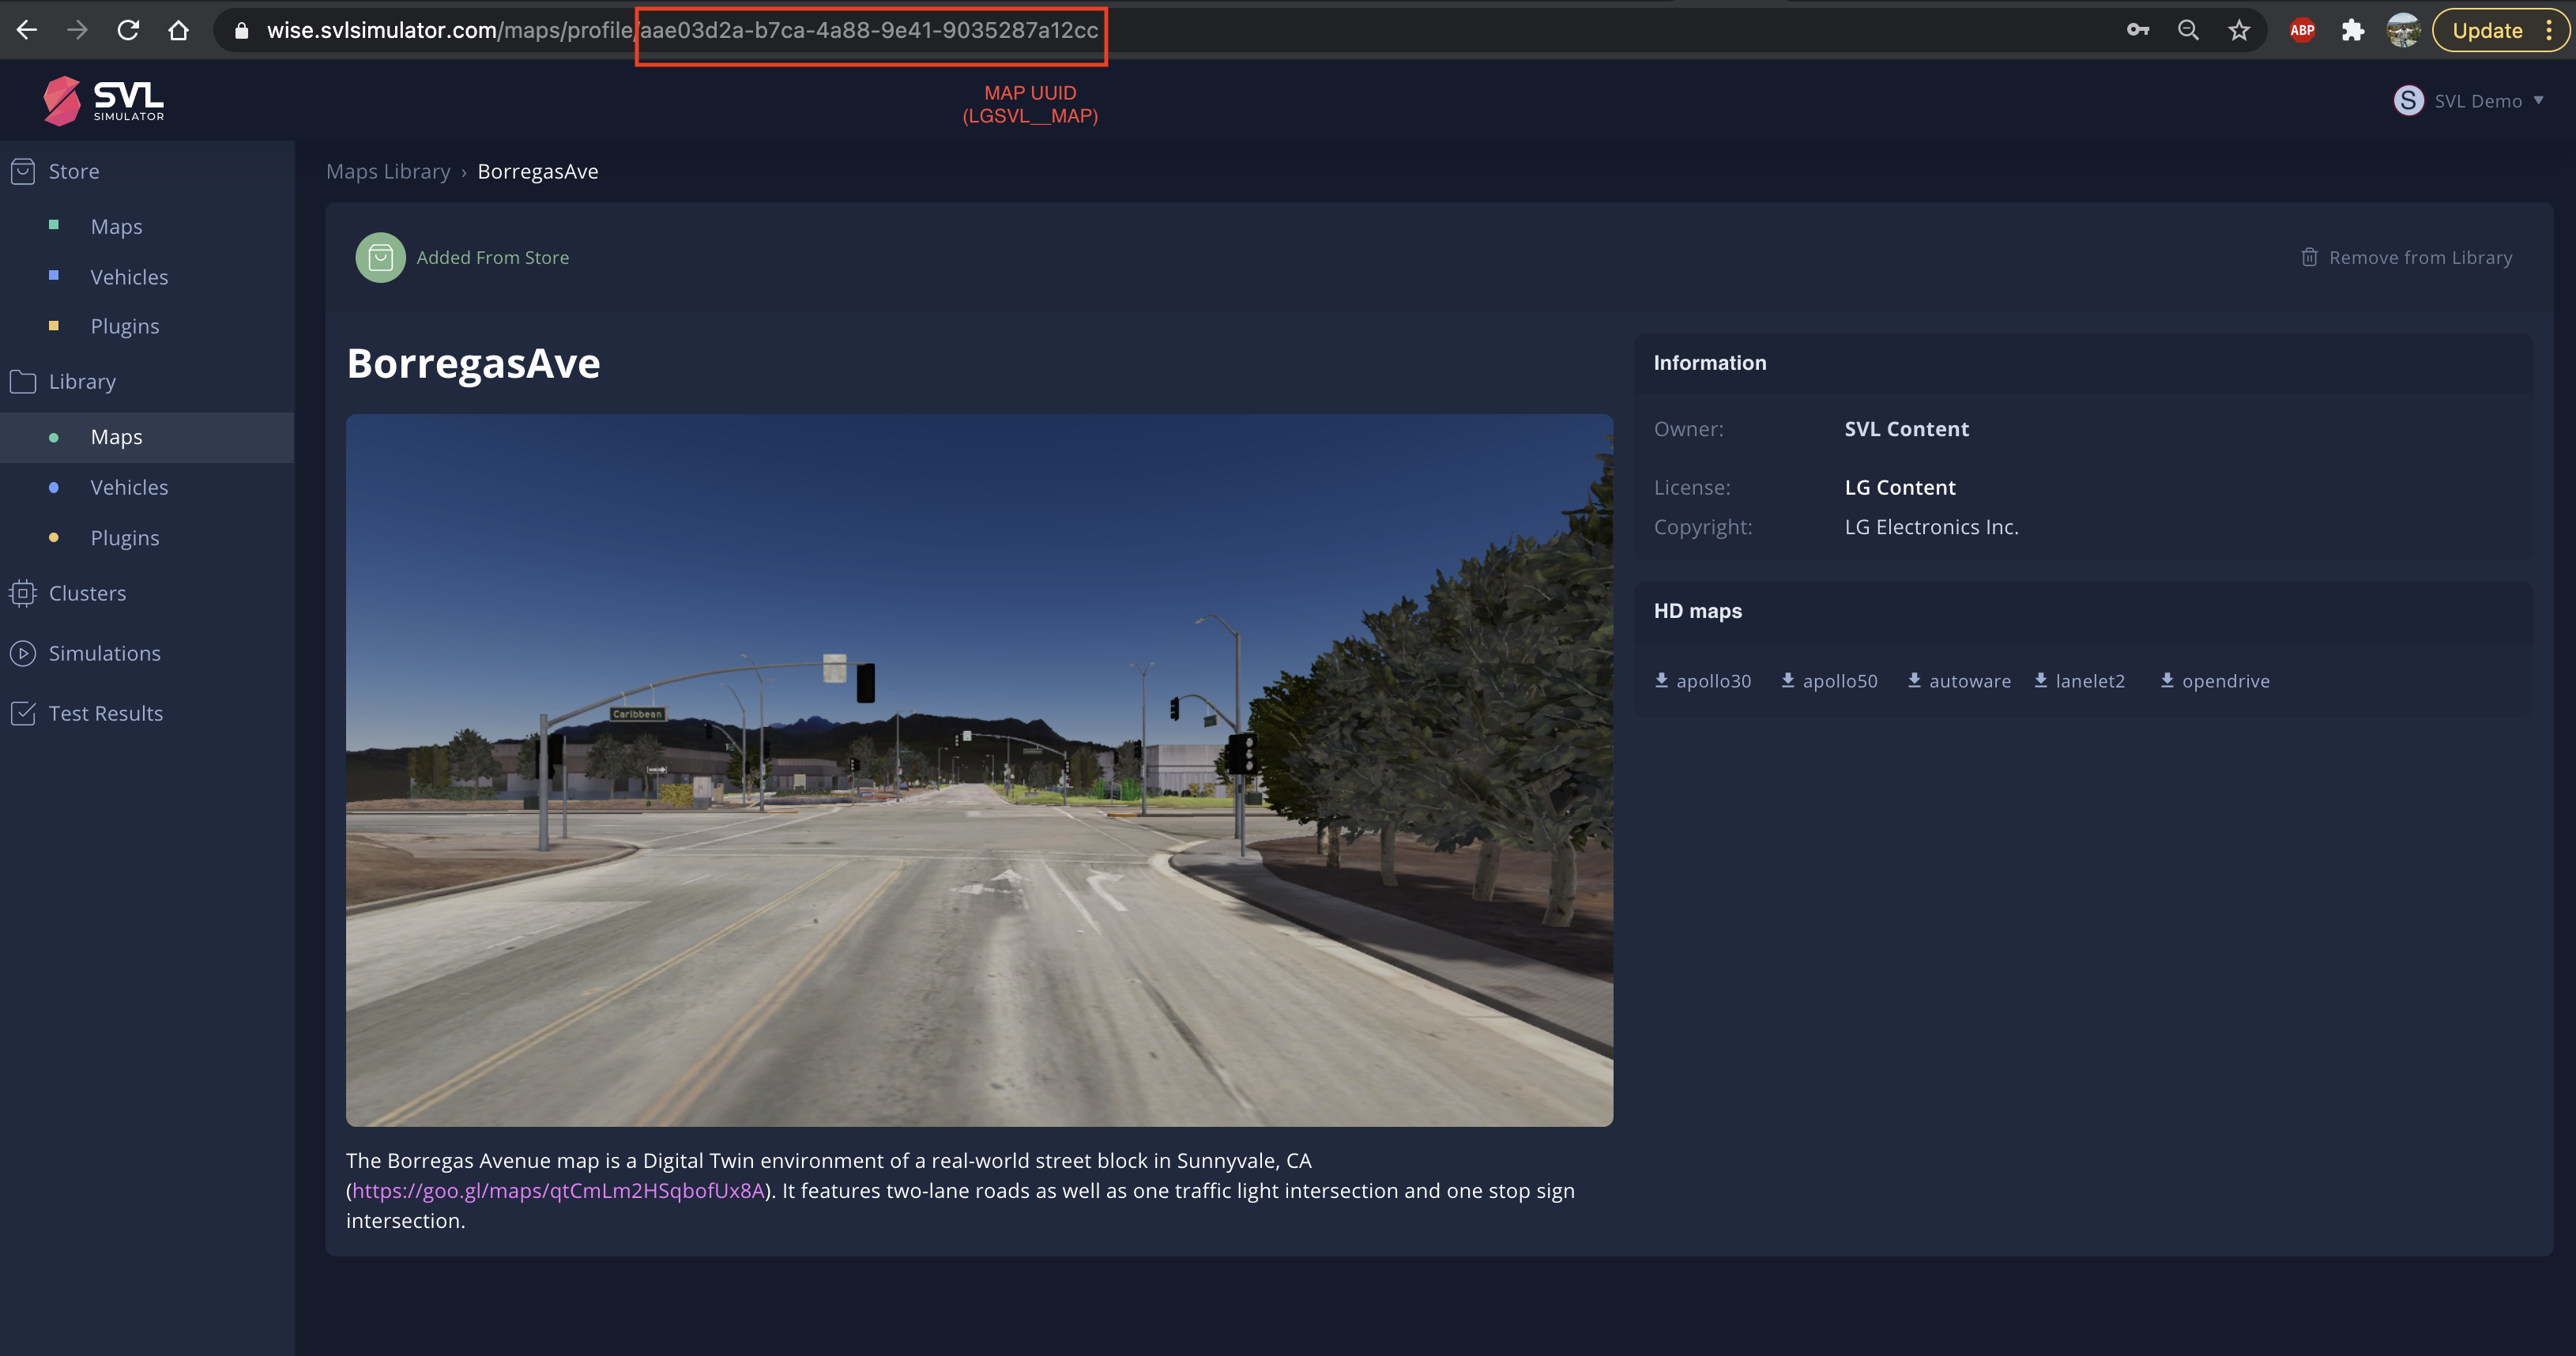 wise.svlsimulator.com/maps/profile/aae03d2a-b7ca-4a88-9e41-9035287a12cc
ABP
Update
SVL
SIMULATOR
MAP UUID
(LGSVL__MAP)
S
SVL Demo
Store
Maps
Vehicles
Plugins
Library
Maps
Vehicles
Plugins
Clusters
Simulations
Test Results
Maps Library › BorregasAve
Added From Store
Remove from Library
BorregasAve
Caribbean
The Borregas Avenue map is a Digital Twin environment of a real-world street block in Sunnyvale, CA
(https://goo.gl/maps/qtCmLm2HSqbofUx8A). It features two-lane roads as well as one traffic light intersection and one stop sign
intersection.
Information
Owner: SVL Content
License: LG Content
Copyright: LG Electronics Inc.
HD maps
apollo30 apollo50 autoware lanelet2 opendrive